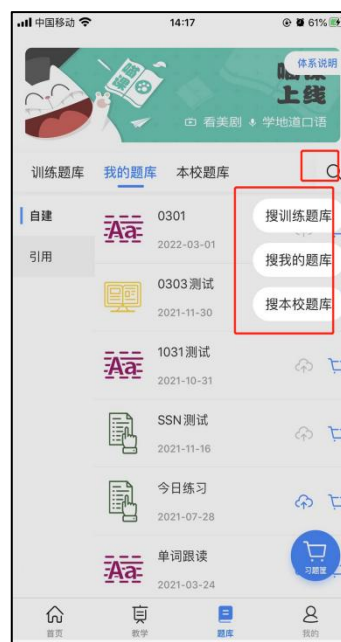 中国移动 14:17 61%
体系说明
上线
看美剧 学地道口语
训练题库 我的题库 本校题库
自建
引用
0301
2022-03-01
搜训练题库
搜我的题库
搜本校题库
0303测试
2021-11-30
1031测试
2021-10-31
SSN测试
2021-11-16
今日练习
2021-07-28
单词跟读
2021-03-24
习题筐
首页 教学 题库 我的